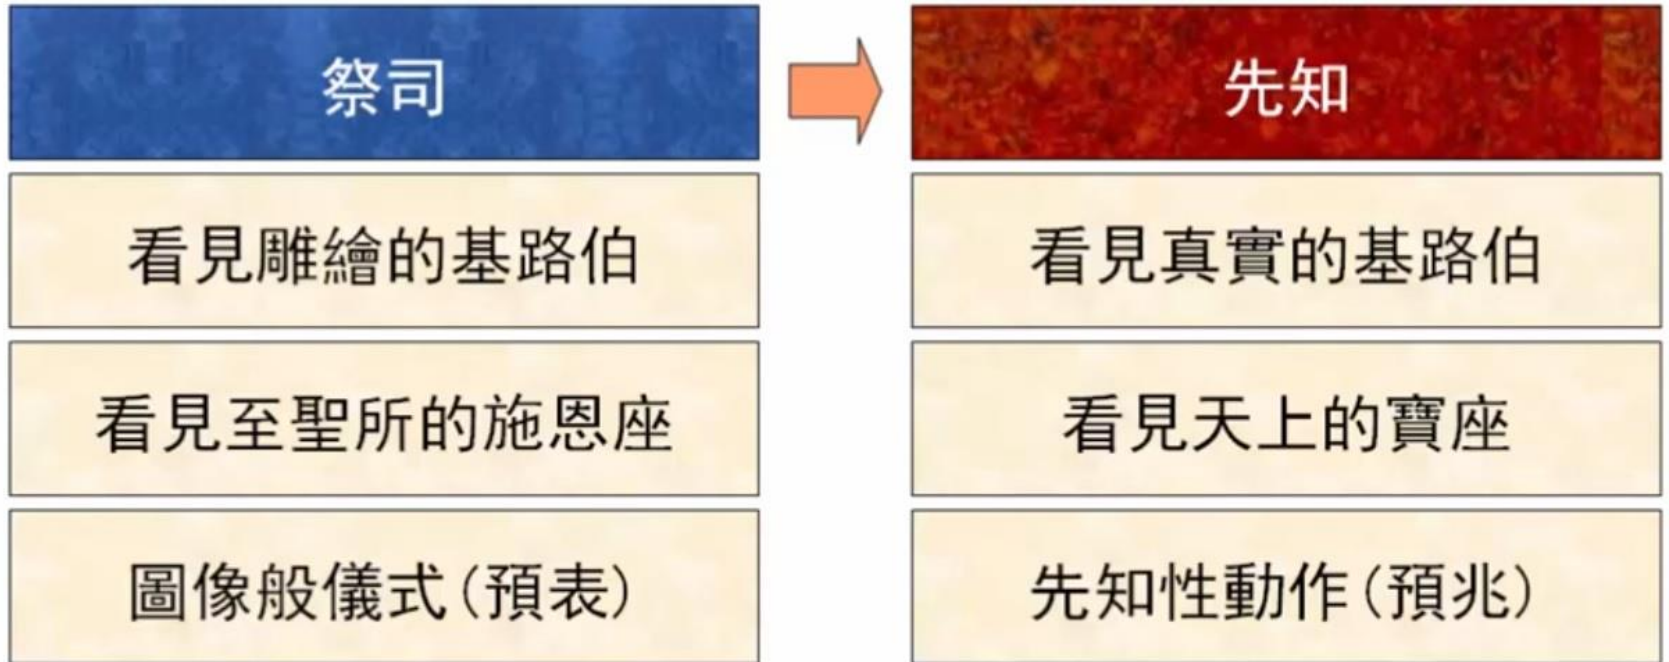 祭司
先知
看見雕繪的基路伯
看見真實的基路伯
看見至聖所的施恩座
看見天上的寶座
圖像般儀式(預表)
先知性動作(預兆)